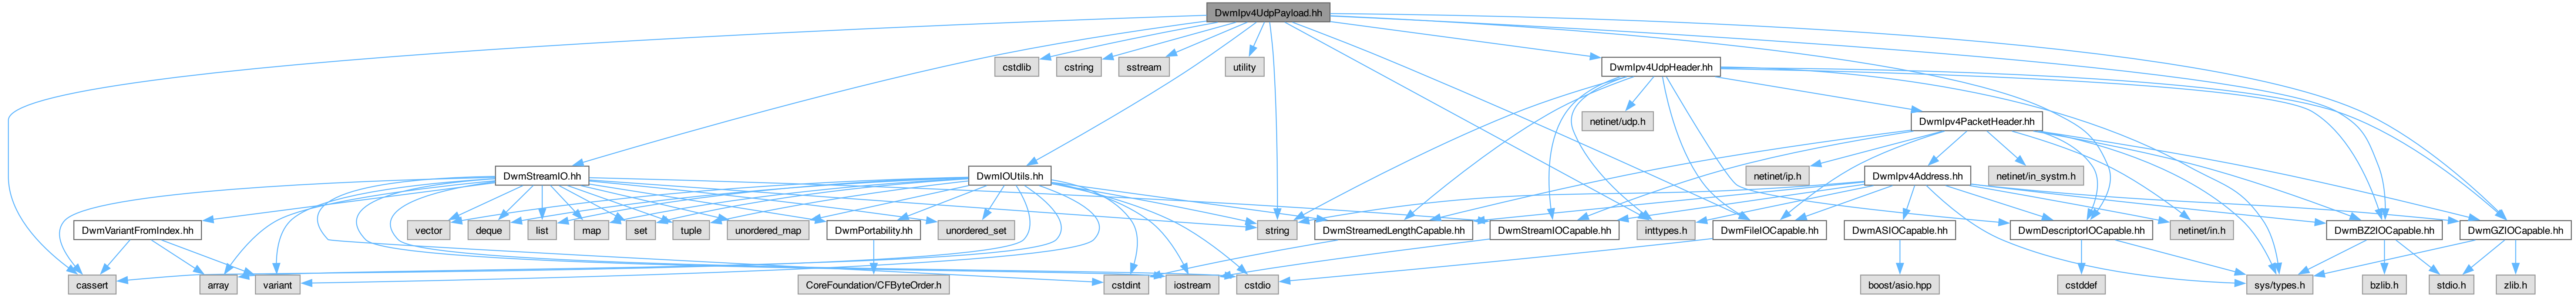 DwmIpv4UdpPayload.hh
cstdlib
cstring
sstream
utility
DwmIpv4UdpHeader.hh
netinet/udp.h
DwmIpv4PacketHeader.hh
DwmStreamIO.hh
DwmIOUtils.hh
netinet/ip.h
DwmIpv4Address.hh
netinet/in_systm.h
DwmVariantFromIndex.hh
vector
deque
list
map
set
tuple
unordered_map
DwmPortability.hh
unordered_set
string
DwmStreamedLengthCapable.hh
DwmStreamIOCapable.hh
inttypes.h
DwmFileIOCapable.hh
DwmASIOCapable.hh
DwmDescriptorIOCapable.hh
netinet/in.h
DwmBZ2IOCapable.hh
DwmGZIOCapable.hh
cassert
array
variant
CoreFoundation/CFByteOrder.h
cstdint
iostream
cstdio
boost/asio.hpp
cstddef
sys/types.h
bzlib.h
stdio.h
zlib.h